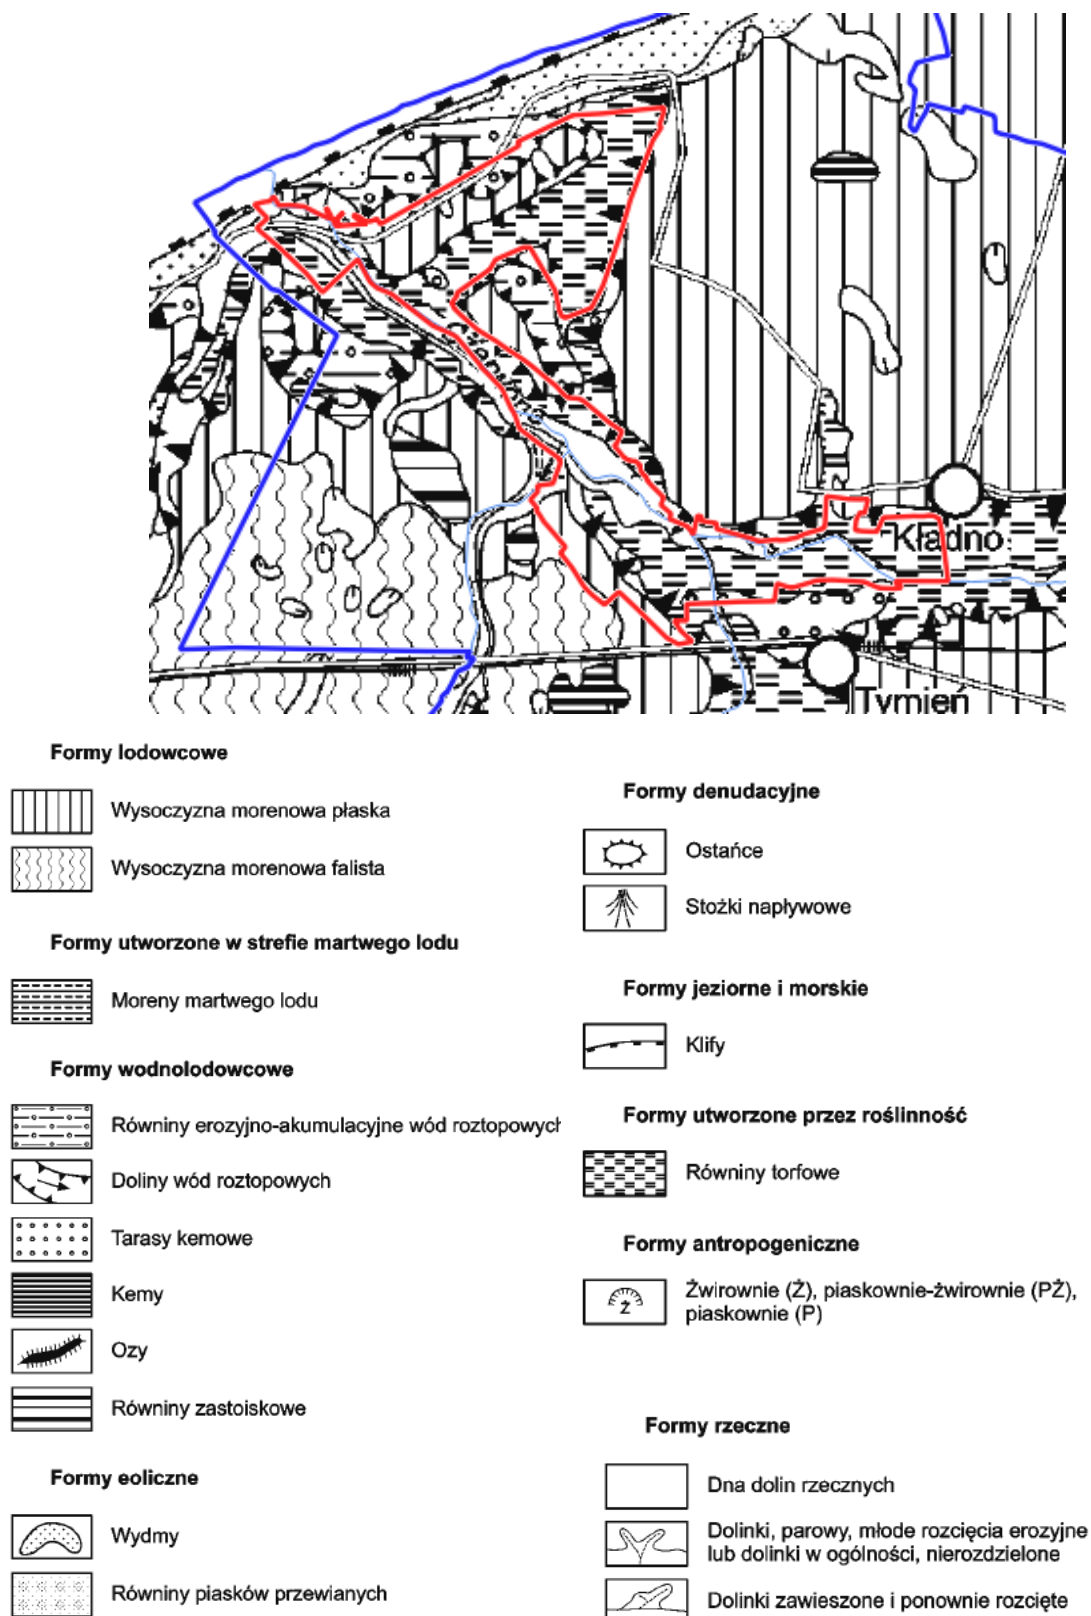 Kładno
Tymień
Formy lodowcowe
Wysoczyzna morenowa płaska
Wysoczyzna morenowa falista
Formy utworzone w strefie martwego lodu
Moreny martwego lodu
Formy wodnolodowcowe
Równiny erozyjno-akumulacyjne wód roztopowych
Doliny wód roztopowych
Tarasy kemowe
Kemy
Ozy
Równiny zastoiskowe
Formy eoliczne
Wydmy
Równiny piasków przewianych
Formy denudacyjne
Ostańce
Stożki napływowe
Formy jeziorne i morskie
Klify
Formy utworzone przez roślinność
Równiny torfowe
Formy antropogeniczne
Ż
Żwirownie (Ż), piaskownie-żwirownie (PŻ),
piaskownie (P)
Formy rzeczne
Dna dolin rzecznych
Dolinki, parowy, młode rozcięcia erozyjne
lub dolinki w ogólności, nierozdzielone
Dolinki zawieszone i ponownie rozcięte